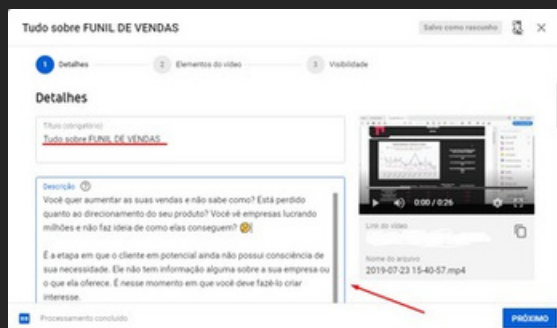 Tudo sobre FUNIL DE VENDAS
Salvo como rascunho
1 Detalhes
2 Elementos do vídeo
3 Visibilidade
Detalhes
Título (obrigatório)
Tudo sobre FUNIL DE VENDAS
Descrição
Você quer aumentar as suas vendas e não sabe como? Está perdido
quanto ao direcionamento do seu produto? Você vê empresas lucrando
milhões e não faz ideia de como elas conseguem?
É a etapa em que o cliente em potencial ainda não possui consciência de
sua necessidade. Ele não tem informação alguma sobre a sua empresa ou
o que ela oferece. É nesse momento em que você deve fazê-lo criar
interesse.
0:00 / 0:26
Link do vídeo
Nome do arquivo
2019-07-23 15-40-57.mp4
Processamento concluído
PRÓXIMO